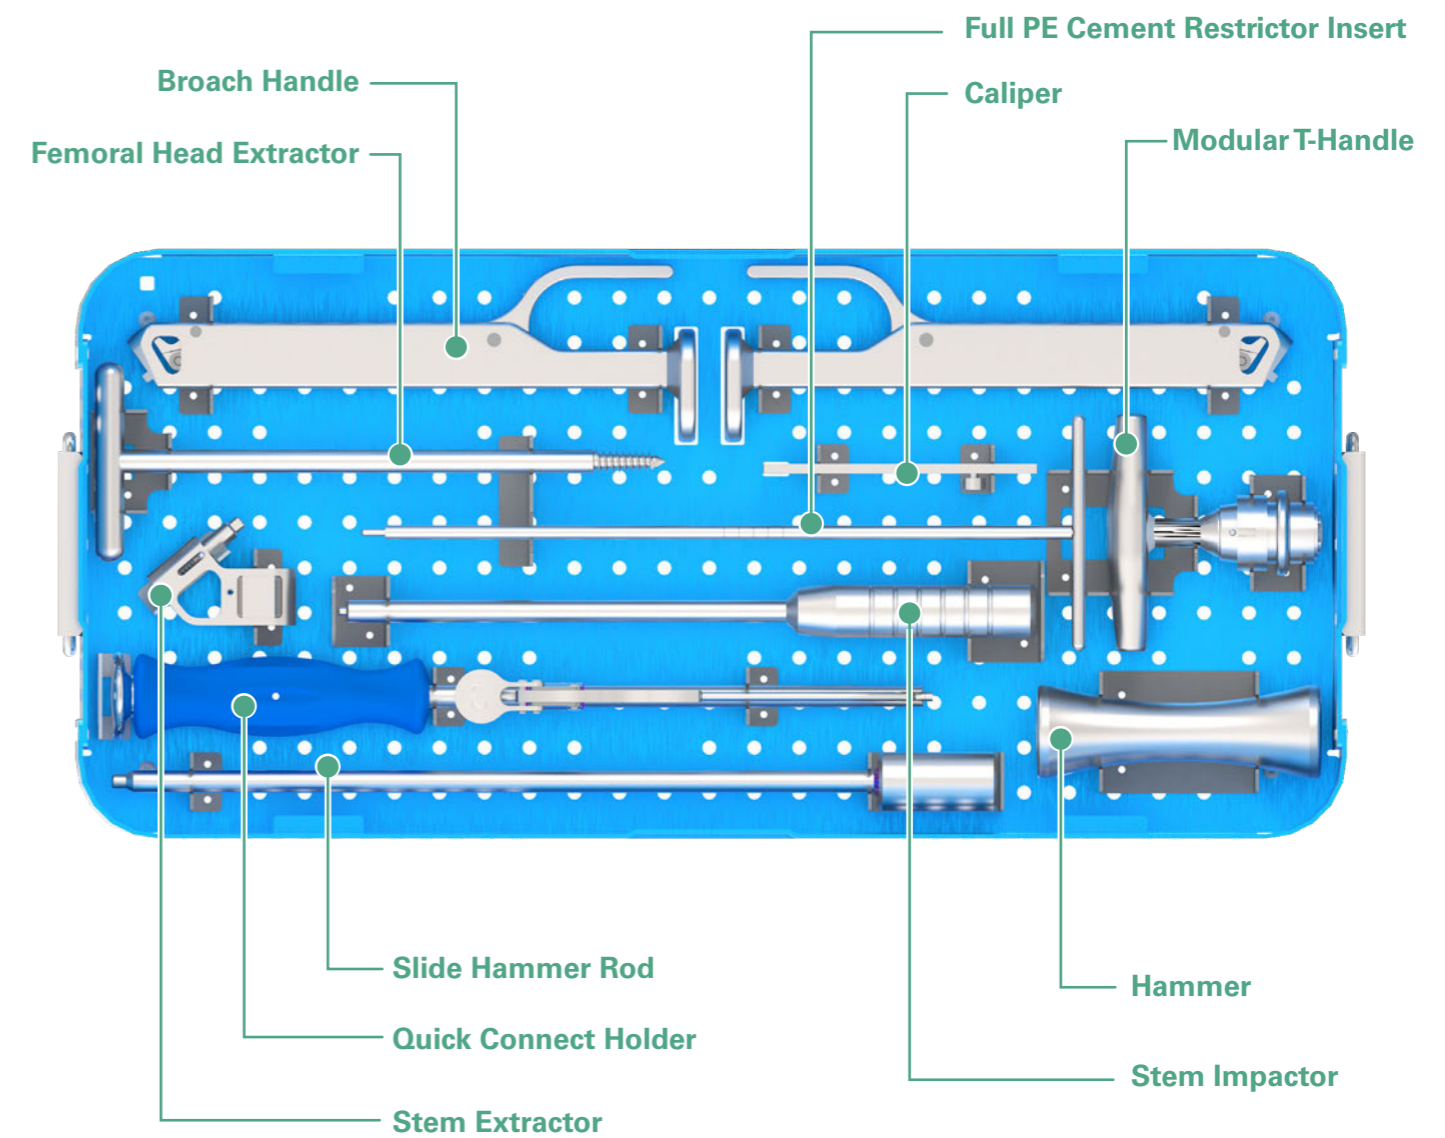 Full PE Cement Restrictor Insert
Broach Handle
Caliper
Modular T-Handle
Femoral Head Extractor
Slide Hammer Rod
Hammer
Quick Connect Holder
Stem Impactor
Stem Extractor